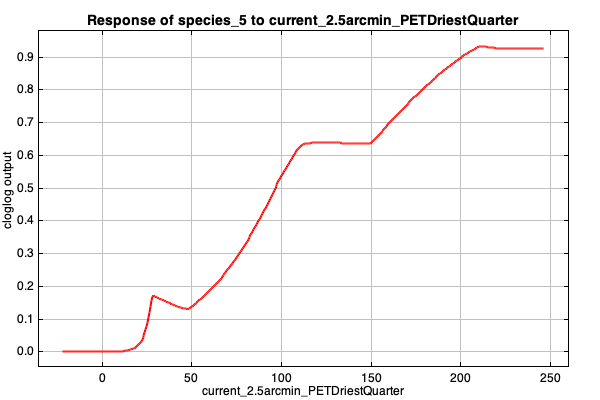 Response of species_5 to current_2.5arcmin_PETDriestQuarter
cloglog output
0.9
0.8
0.7
0.6
0.5
0.4
0.3
0.2
0.1
0.0
0 50 100 150 200 250
current_2.5arcmin_PETDriestQuarter